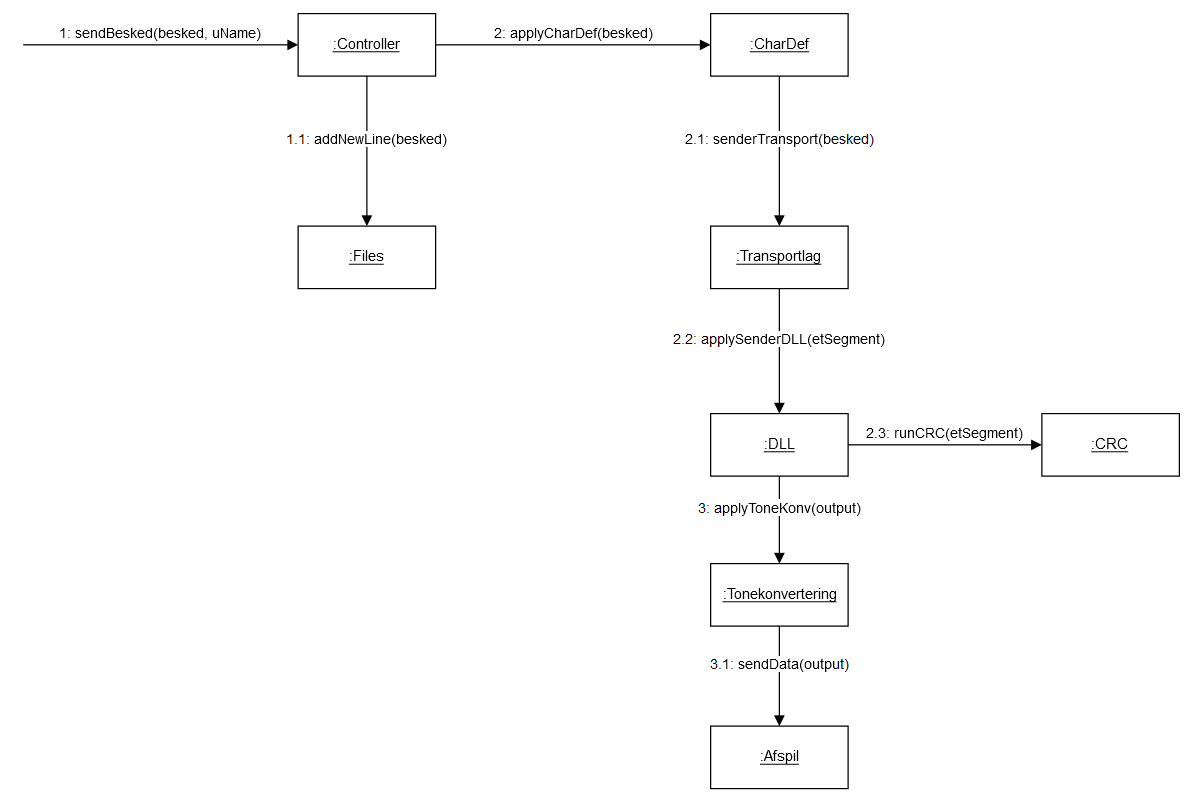 1: sendBesked(besked, uName)
:Controller
2: applyCharDef(besked)
:CharDef
1.1: addNewLine(besked)
2.1: senderTransport(besked)
:Files
:Transportlag
2.2: applySenderDLL(etSegment)
:DLL
2.3: runCRC(etSegment)
:CRC
3: applyToneKonv(output)
:Tonekonvertering
3.1: sendData(output)
:Afspil